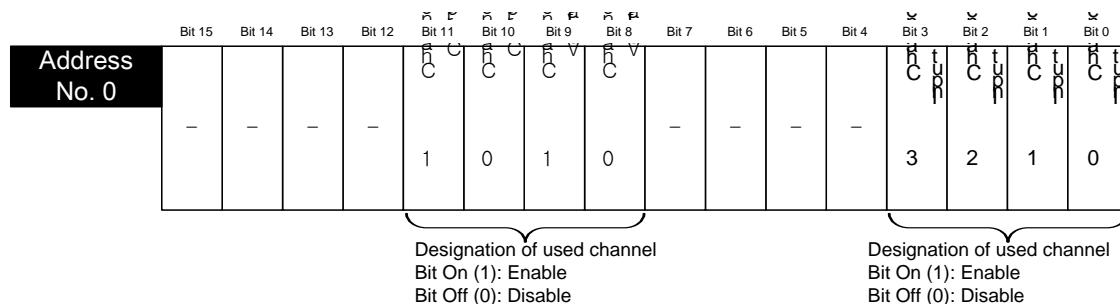 Bit 15 Bit 14 Bit 13 Bit 12 Bit 11 Bit 10 Bit 9 Bit 8 Bit 7 Bit 6 Bit 5 Bit 4 Bit 3 Bit 2 Bit 1 Bit 0
Address
No. 0
– – – – – – – –
1 0 1 0 3 2 1 0
Designation of used channel
Bit On (1): Enable
Bit Off (0): Disable
Designation of used channel
Bit On (1): Enable
Bit Off (0): Disable